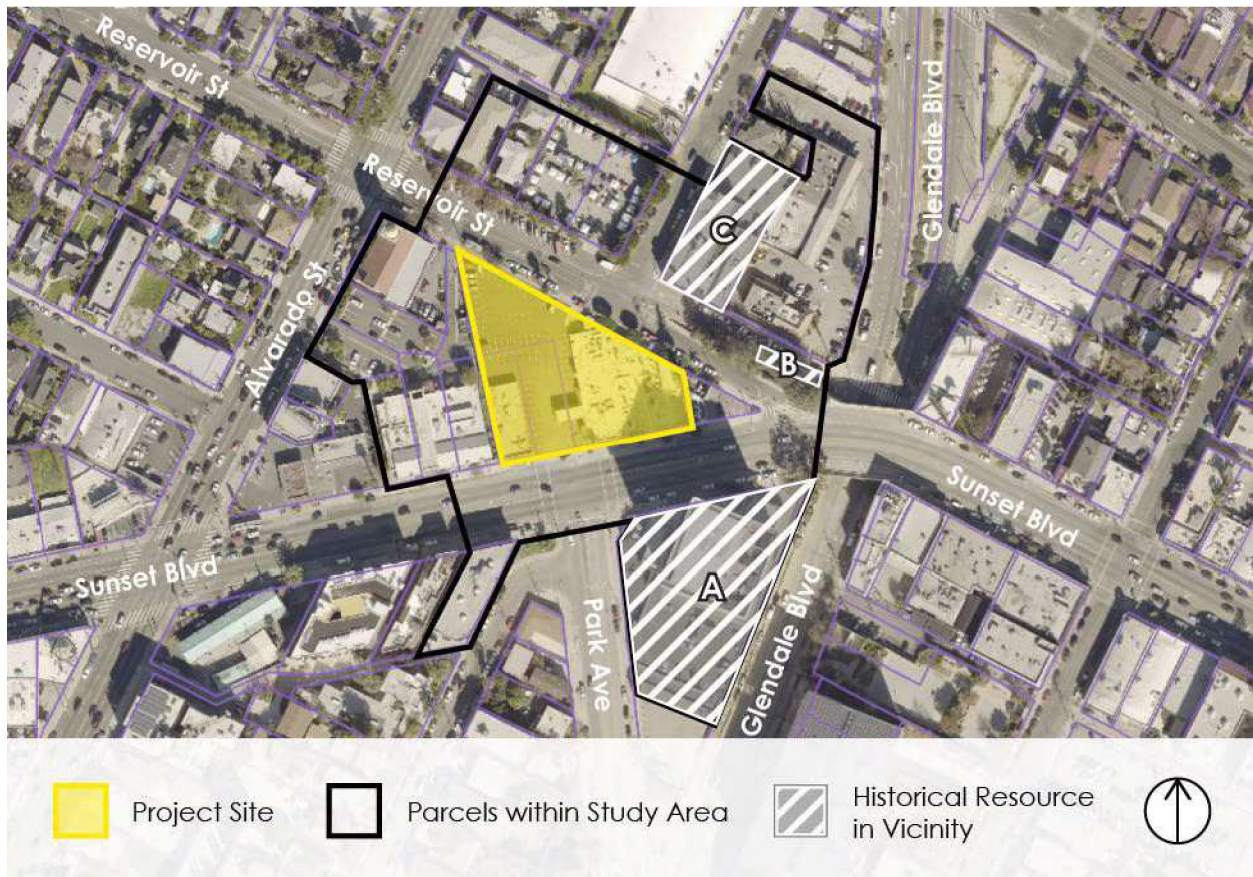 Reservoir St
Glendale Blvd
Reservoir St
C
Alvarado St
B
Sunset Blvd
Sunset Blvd
A
Park Ave
Glendale Blvd
Project Site
Parcels within Study Area
Historical Resource
in Vicinity